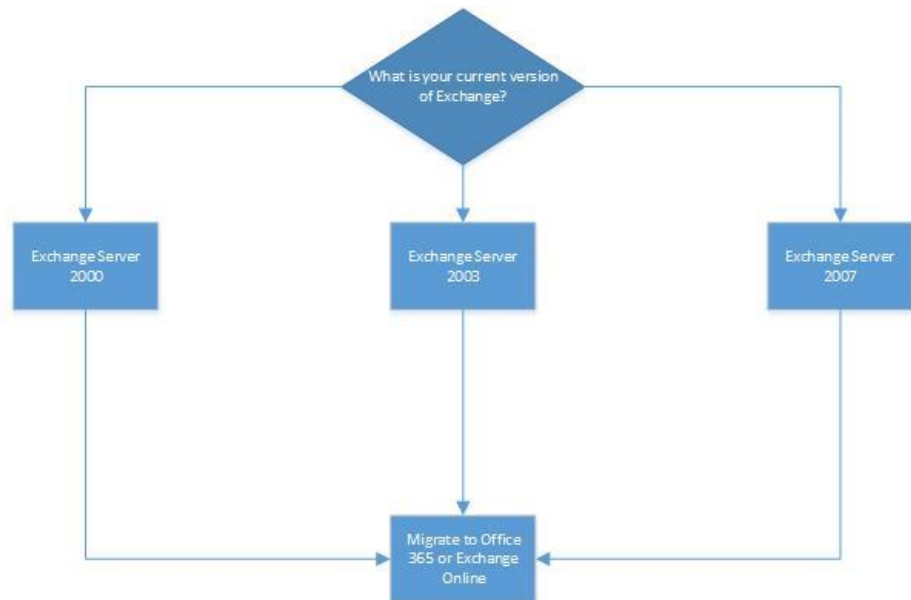 What is your current version
of Exchange?
Exchange Server
2000
Exchange Server
2003
Exchange Server
2007
Migrate to Office
365 or Exchange
Online